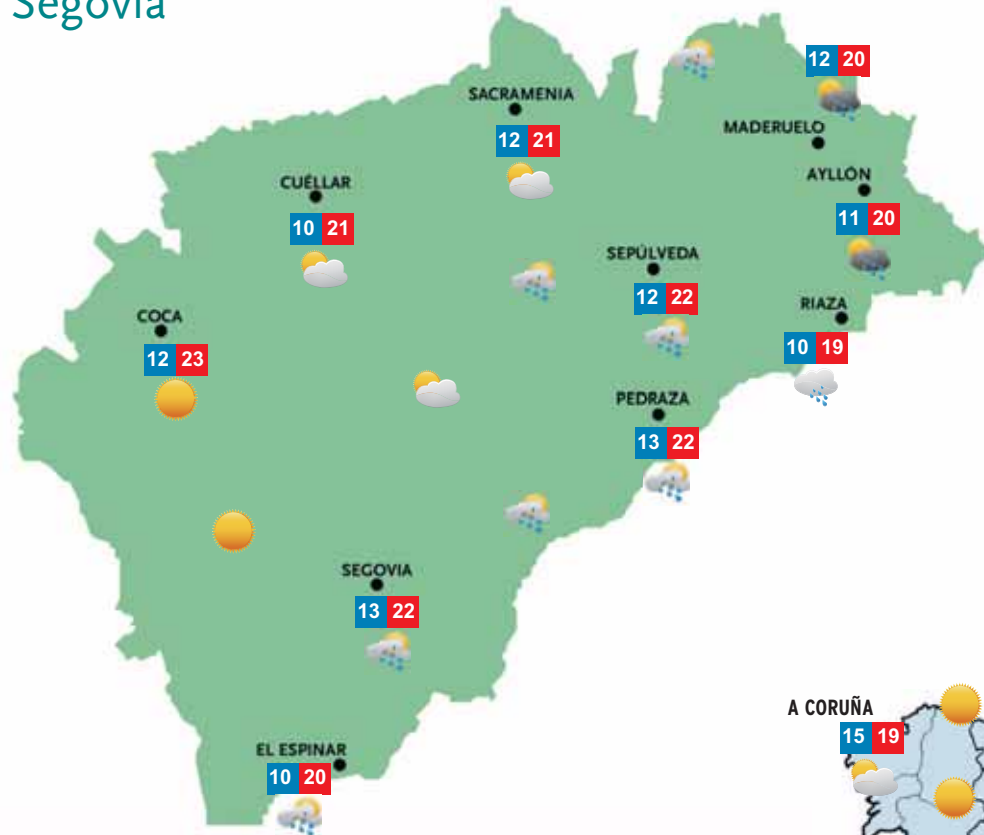 Segovia
12 20
SACRAMENIA
12 21
MADERUELO
AYLLÓN
11 20
CUÉLLAR
10 21
SEPÚLVEDA
12 22
RIAZA
10 19
COCA
12 23
PEDRAZA
13 22
SEGOVIA
13 22
A CORUÑA
15 19
EL ESPINAR
10 20